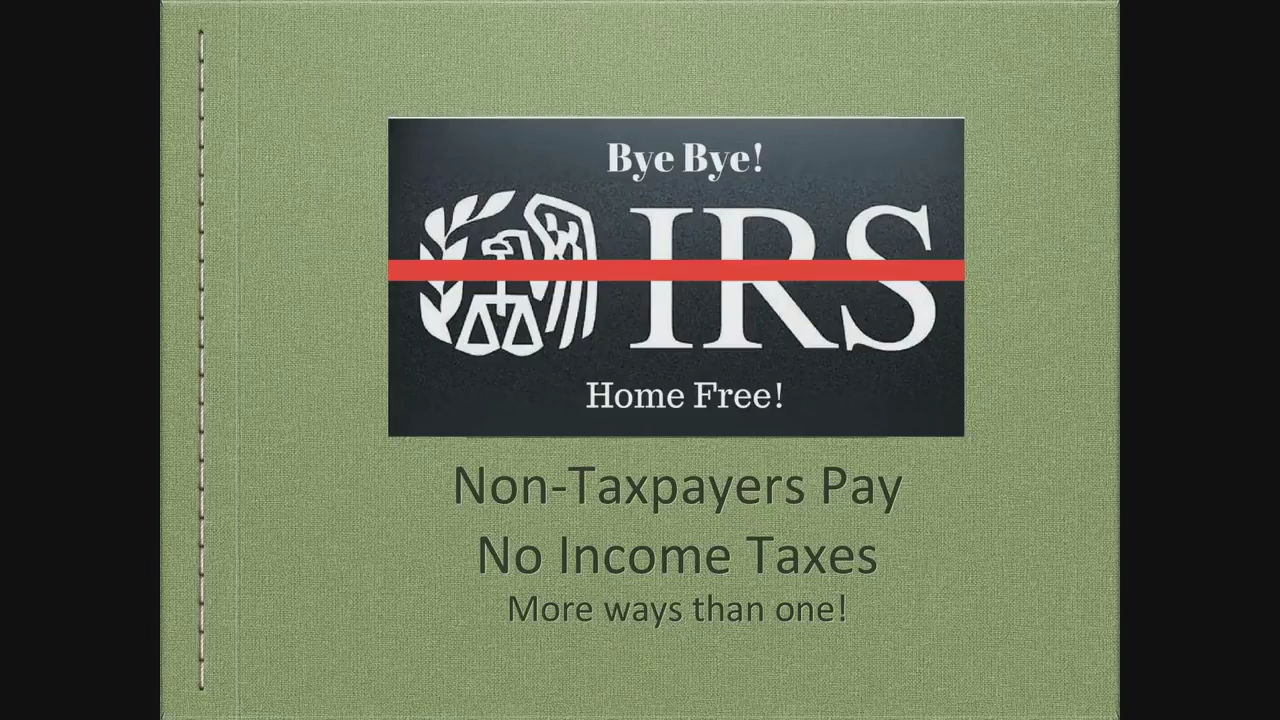 Bye Bye!
IRS
Home Free!
Non-Taxpayers Pay
No Income Taxes
More ways than one!